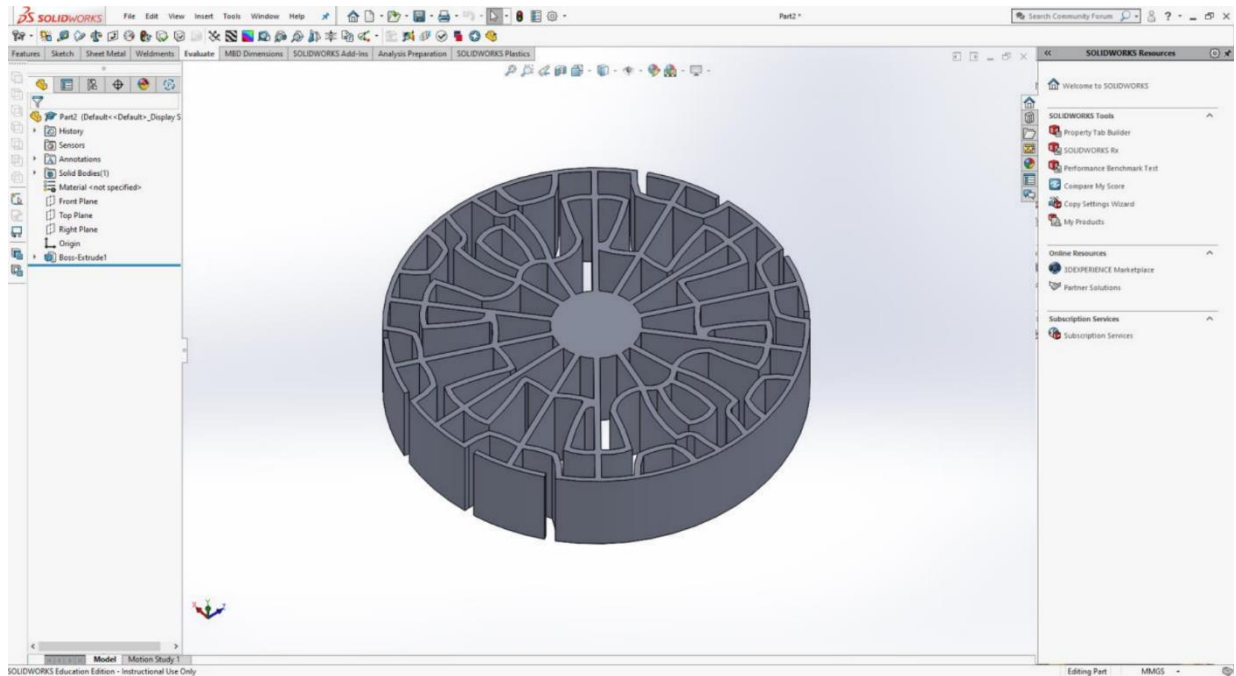 SOLIDWORKS File Edit View Insert Tools Window Help Part2 * Search Community Forum
Features Sketch Sheet Metal Weldments Evaluate MBD Dimensions SOLIDWORKS Add-Ins Analysis Preparation SOLIDWORKS Plastics
SOLIDWORKS Resources
Part2 (Default<<Default>_Display S
History
Sensors
Annotations
Solid Bodies(1)
Material <not specified>
Front Plane
Top Plane
Right Plane
Origin
Boss-Extrude1
Welcome to SOLIDWORKS
SOLIDWORKS Tools
Property Tab Builder
SOLIDWORKS Rx
Performance Benchmark Test
Compare My Score
Copy Settings Wizard
My Products
Online Resources
3DEXPERIENCE Marketplace
Partner Solutions
Subscription Services
Subscription Services
Model Motion Study 1
SOLIDWORKS Education Edition - Instructional Use Only Editing Part MMGS